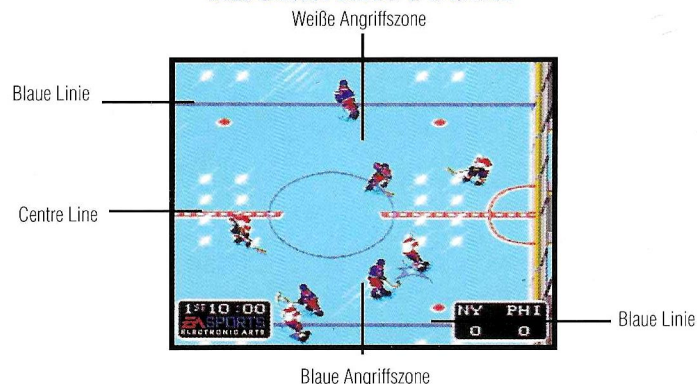 Weiße Angriffszone
Blaue Linie
Centre Line
1ST 10:00
EA SPORTS
ELECTRONIC ARTS
NY PHI
0 0
Blaue Linie
Blaue Angriffszone